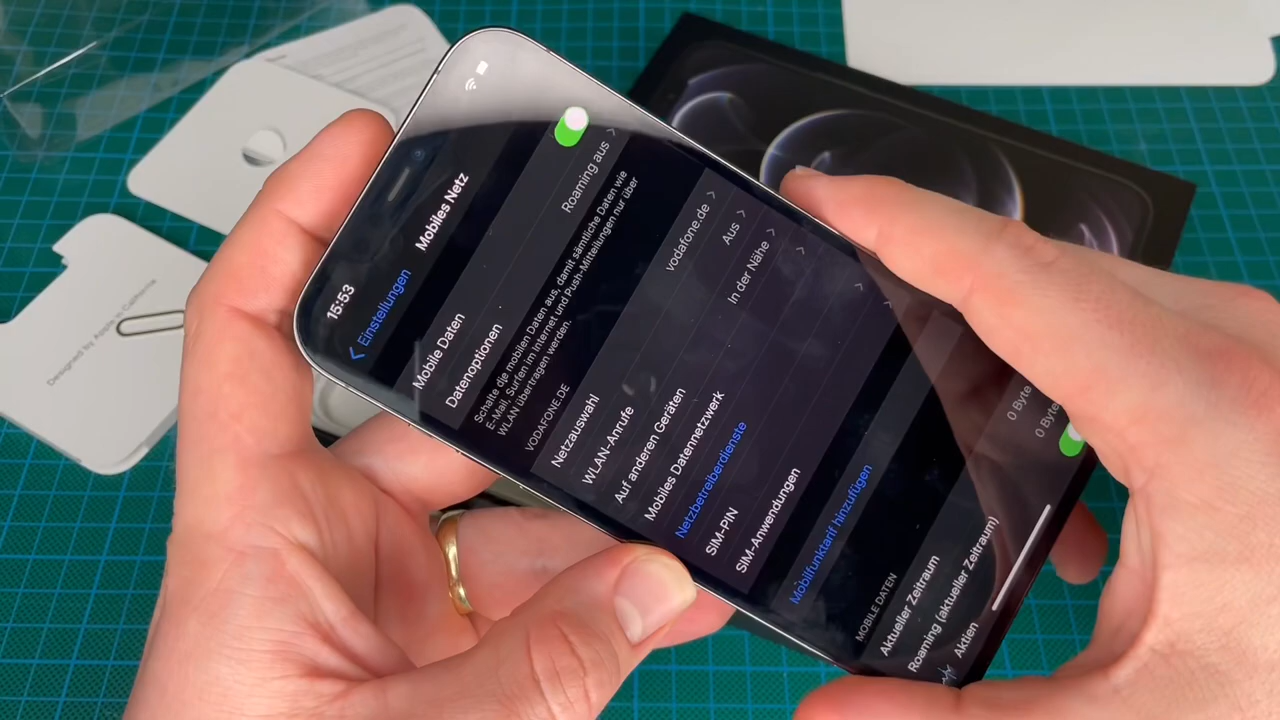 15:53
Einstellungen
Mobiles Netz
Mobile Daten
Datenoptionen
Roaming aus
Schalte die mobilen Daten aus, damit sämtliche Daten wie
E-Mail, Surfen im Internet und Push-Mitteilungen nur über
WLAN übertragen werden.
VODAFONE.DE
Netzauswahl
vodafone.de
WLAN-Anrufe
Aus
Auf anderen Geräten
In der Nähe
Mobiles Datennetzwerk
Netzbetreiberdienste
SIM-PIN
SIM-Anwendungen
Mobilfunktarif hinzufügen
MOBILE DATEN
Aktueller Zeitraum
0 Byte
Roaming (aktueller Zeitraum)
0 Byte
Aktien
Designed by Apple in California